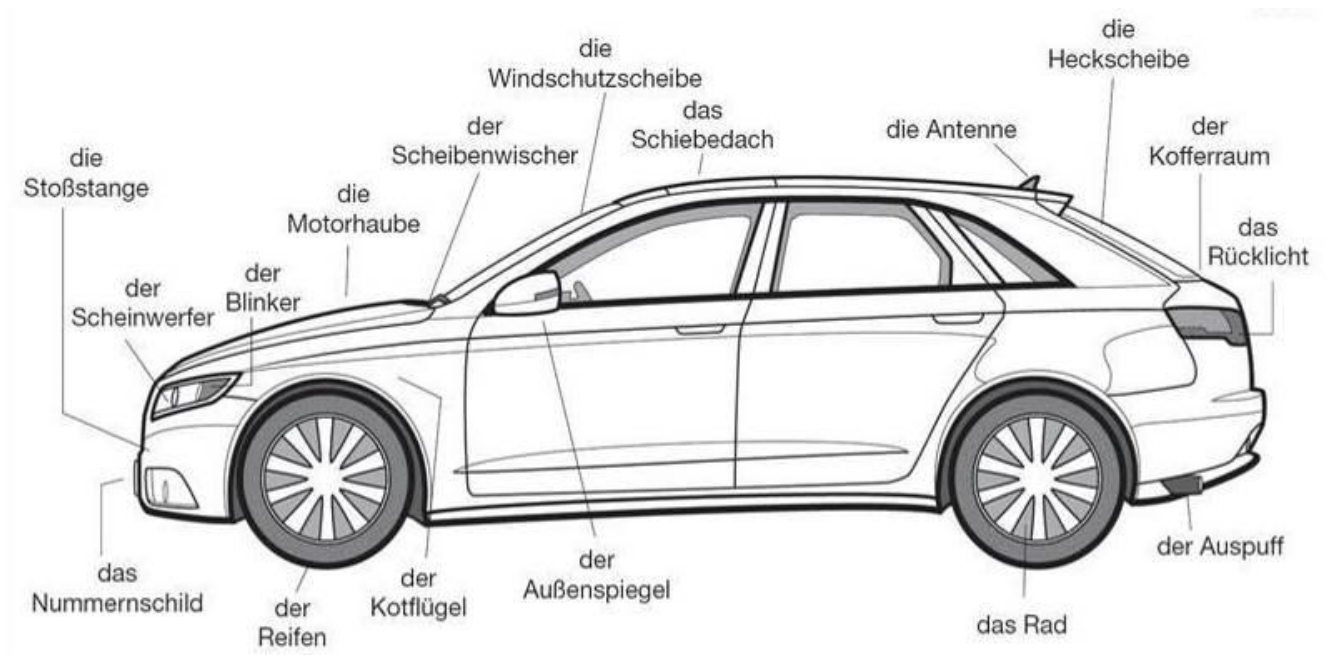 die
Heckscheibe
die
Windschutzscheibe
das
Schiebedach
die Antenne
der
Kofferraum
der
Scheibenwischer
die
Stoßstange
die
Motorhaube
das
Rücklicht
der
Blinker
der
Scheinwerfer
der Auspuff
der
Außenspiegel
das
Nummernschild
der
Kotflügel
der
Reifen
das Rad